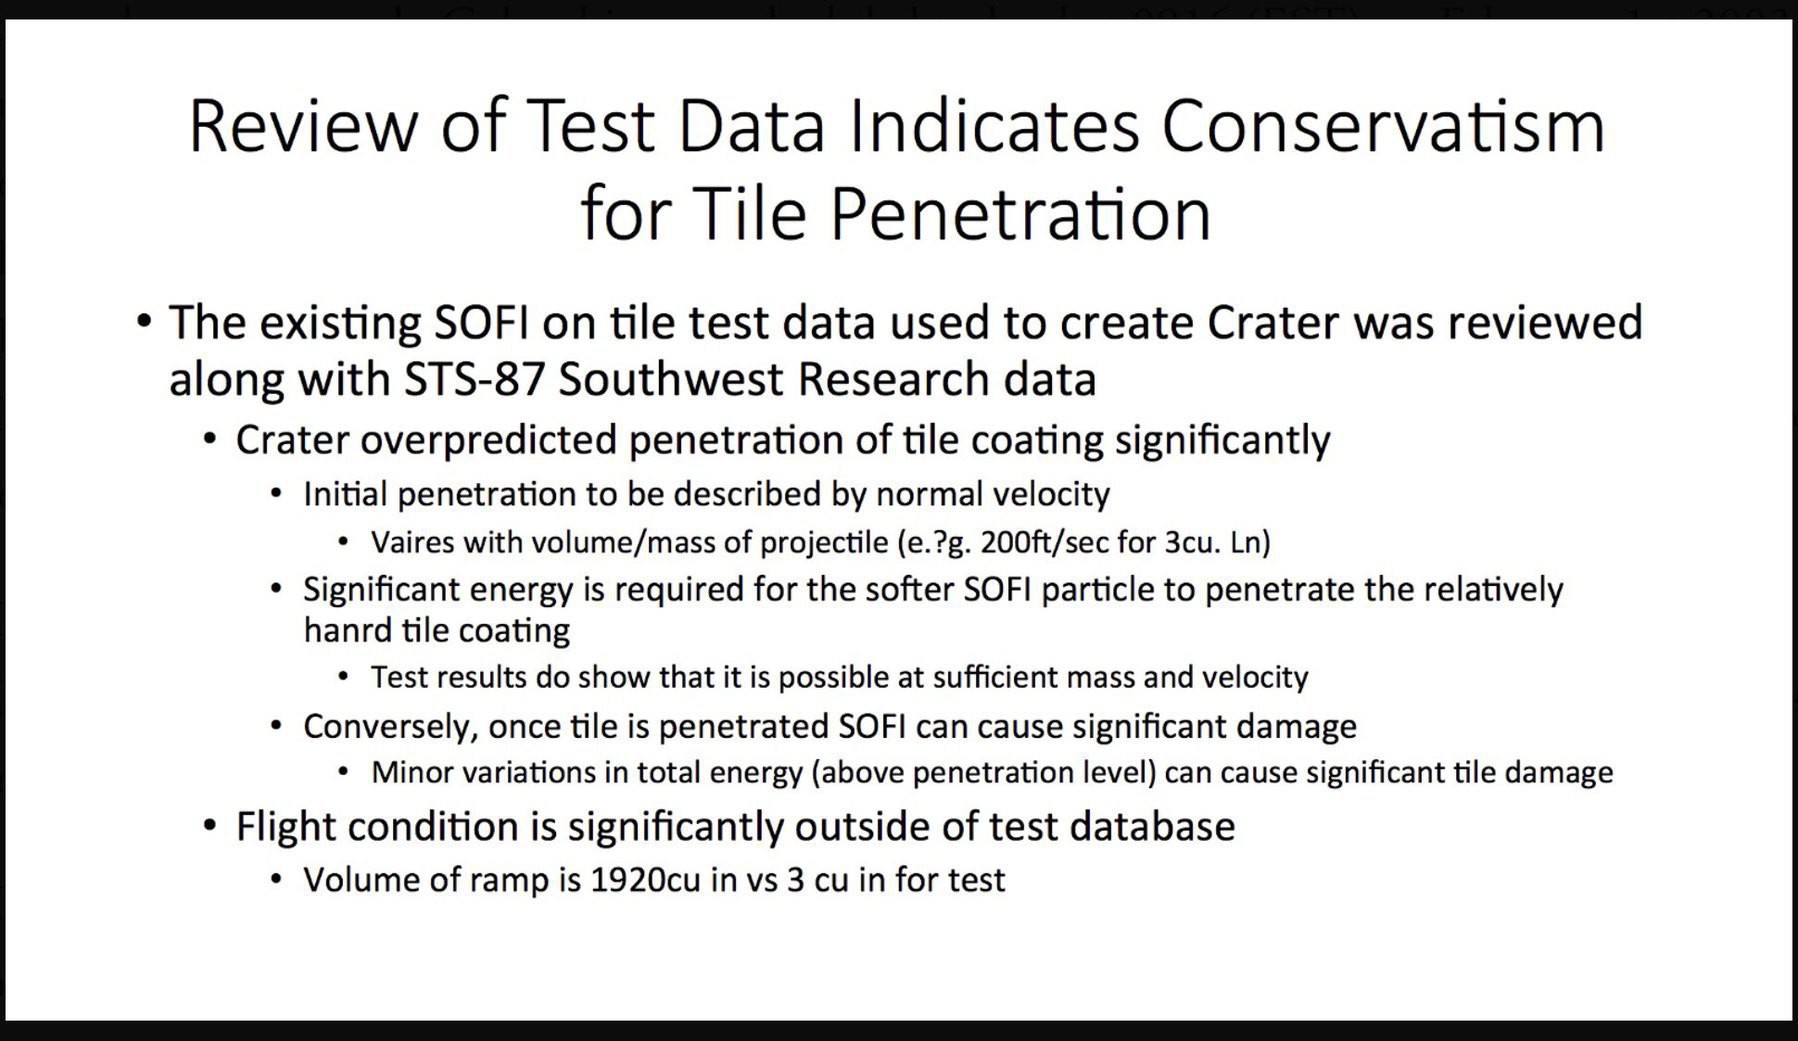 Review of Test Data Indicates Conservatism
for Tile Penetration
• The existing SOFI on tile test data used to create Crater was reviewed
along with STS-87 Southwest Research data
• Crater overpredicted penetration of tile coating significantly
• Initial penetration to be described by normal velocity
• Vaires with volume/mass of projectile (e.?g. 200ft/sec for 3cu. Ln)
• Significant energy is required for the softer SOFI particle to penetrate the relatively
hanrd tile coating
• Test results do show that it is possible at sufficient mass and velocity
• Conversely, once tile is penetrated SOFI can cause significant damage
• Minor variations in total energy (above penetration level) can cause significant tile damage
• Flight condition is significantly outside of test database
• Volume of ramp is 1920cu in vs 3 cu in for test